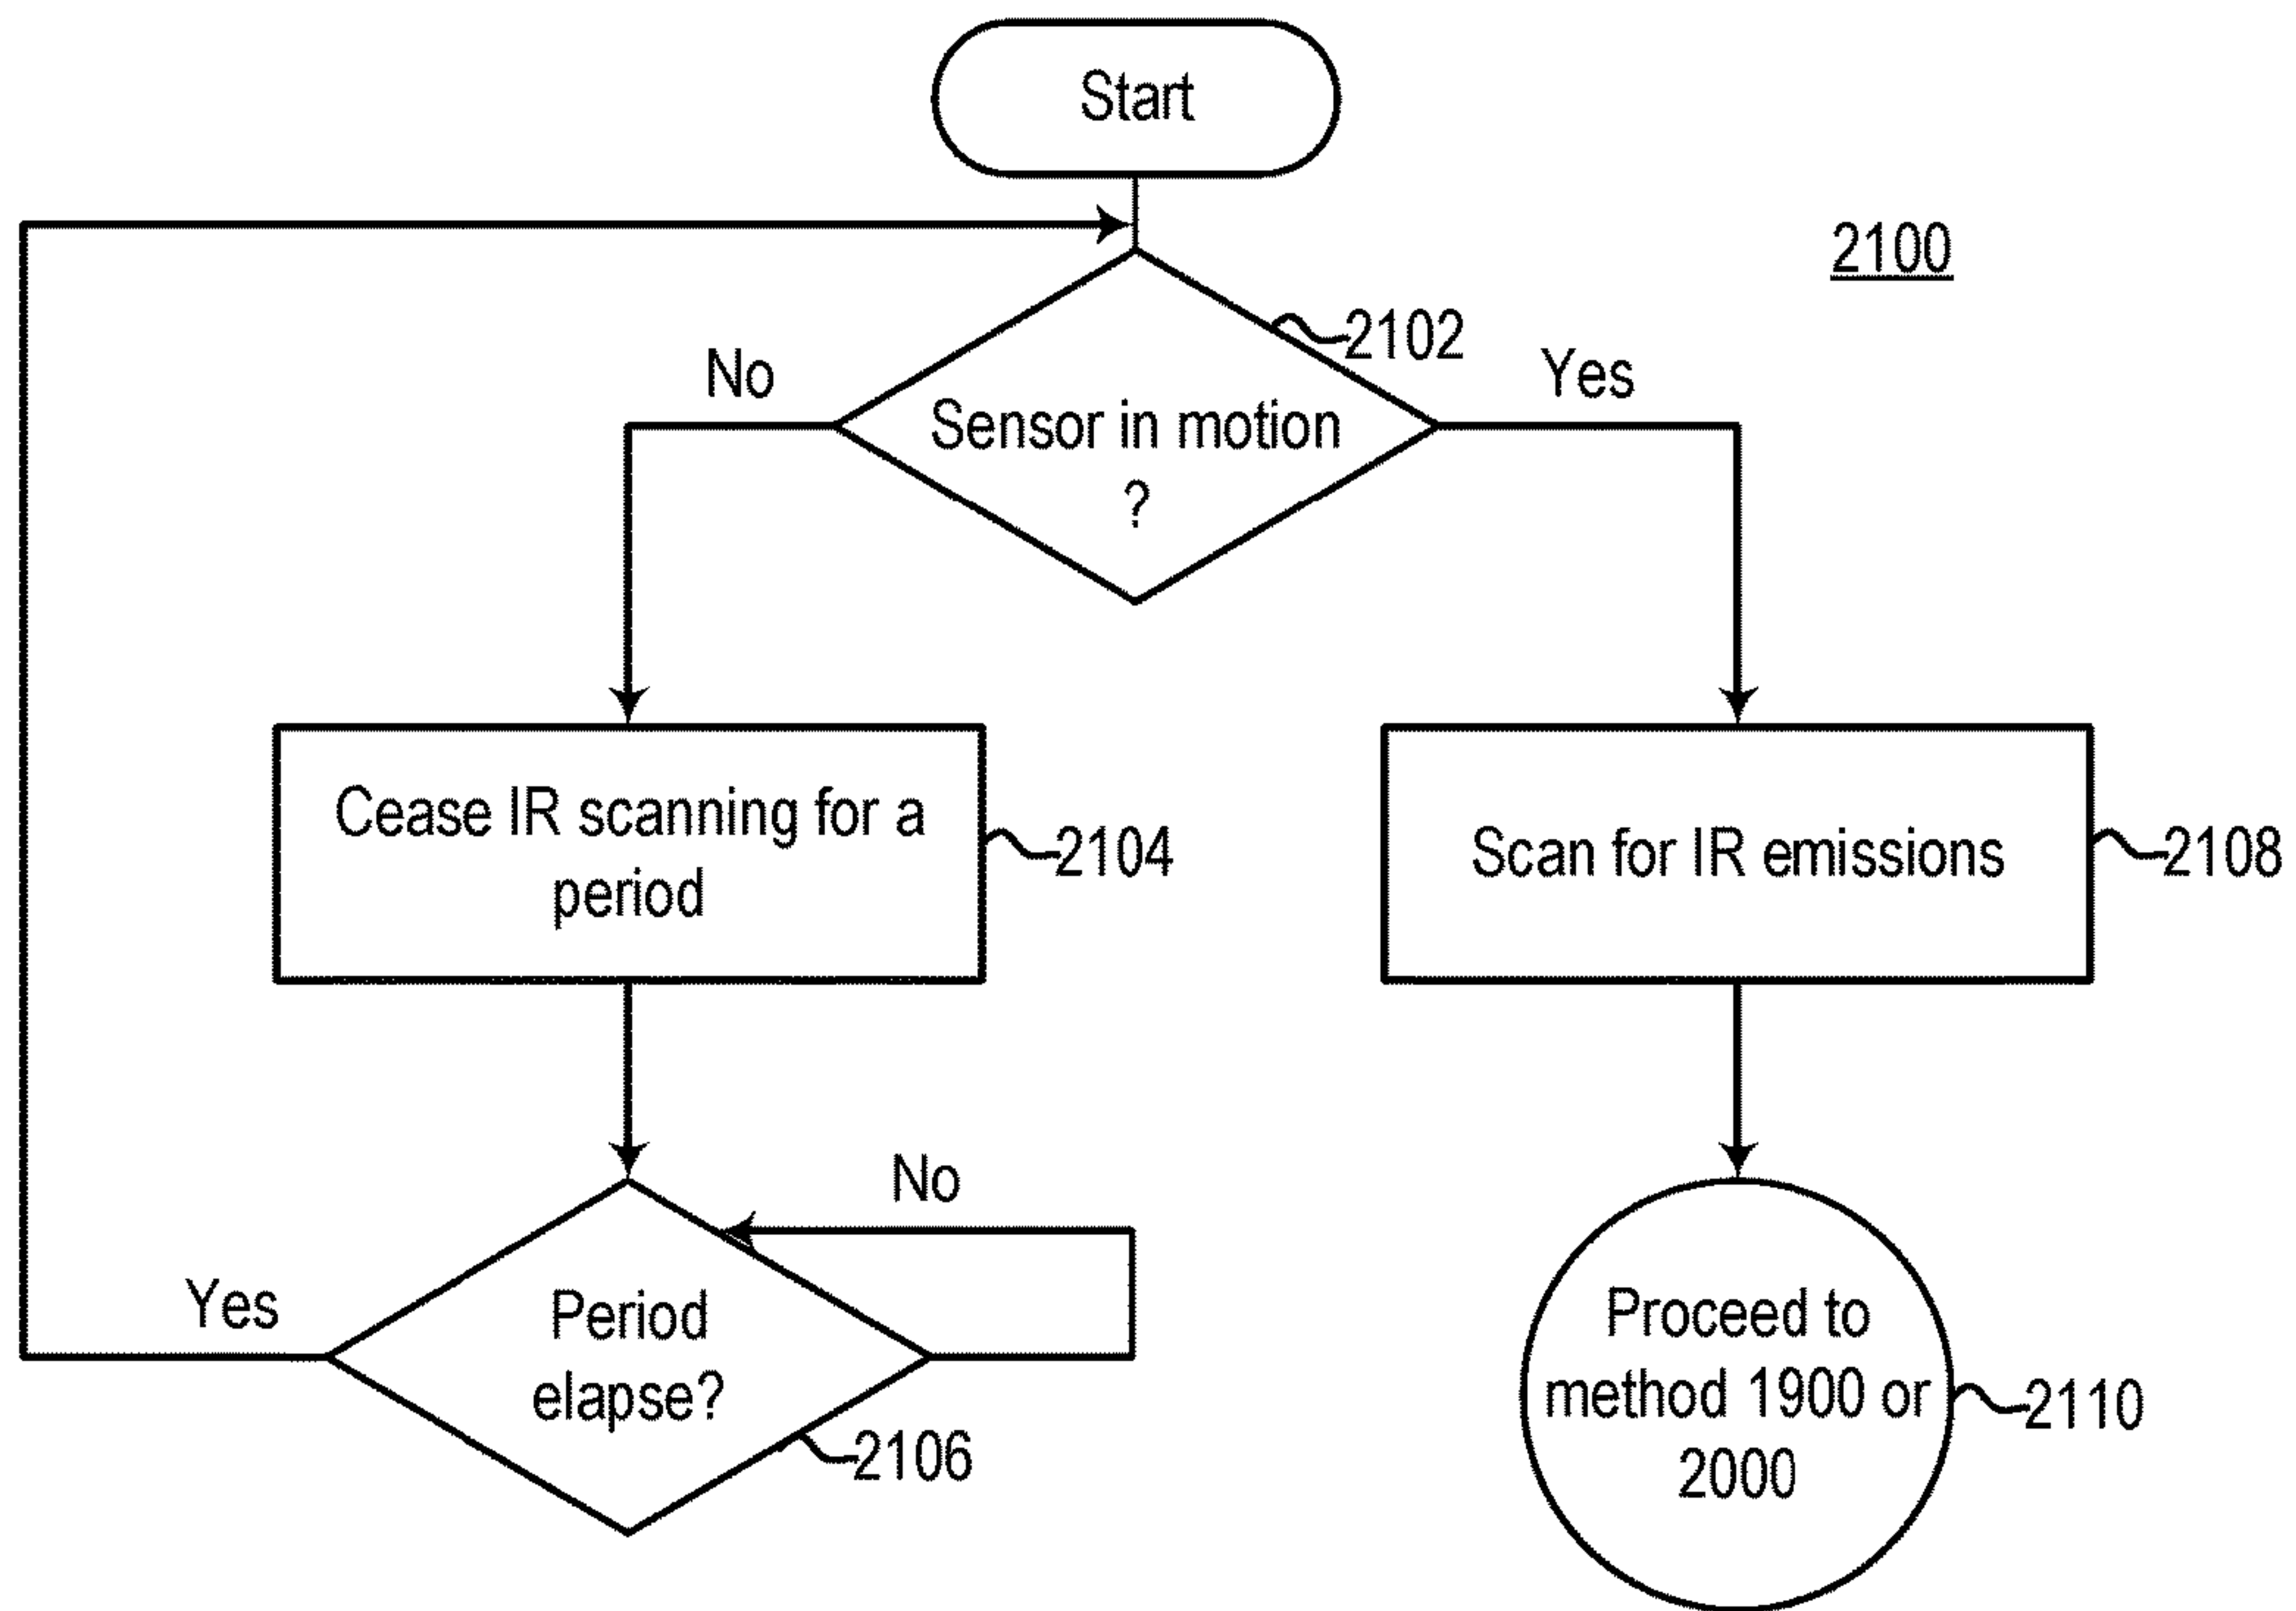 Start
2100
2102
No
Yes
Sensor in motion
?
Cease IR scanning for a
period
2104
Scan for IR emissions
2108
No
Yes
Period
elapse?
2106
Proceed to
method 1900 or
2000
2110